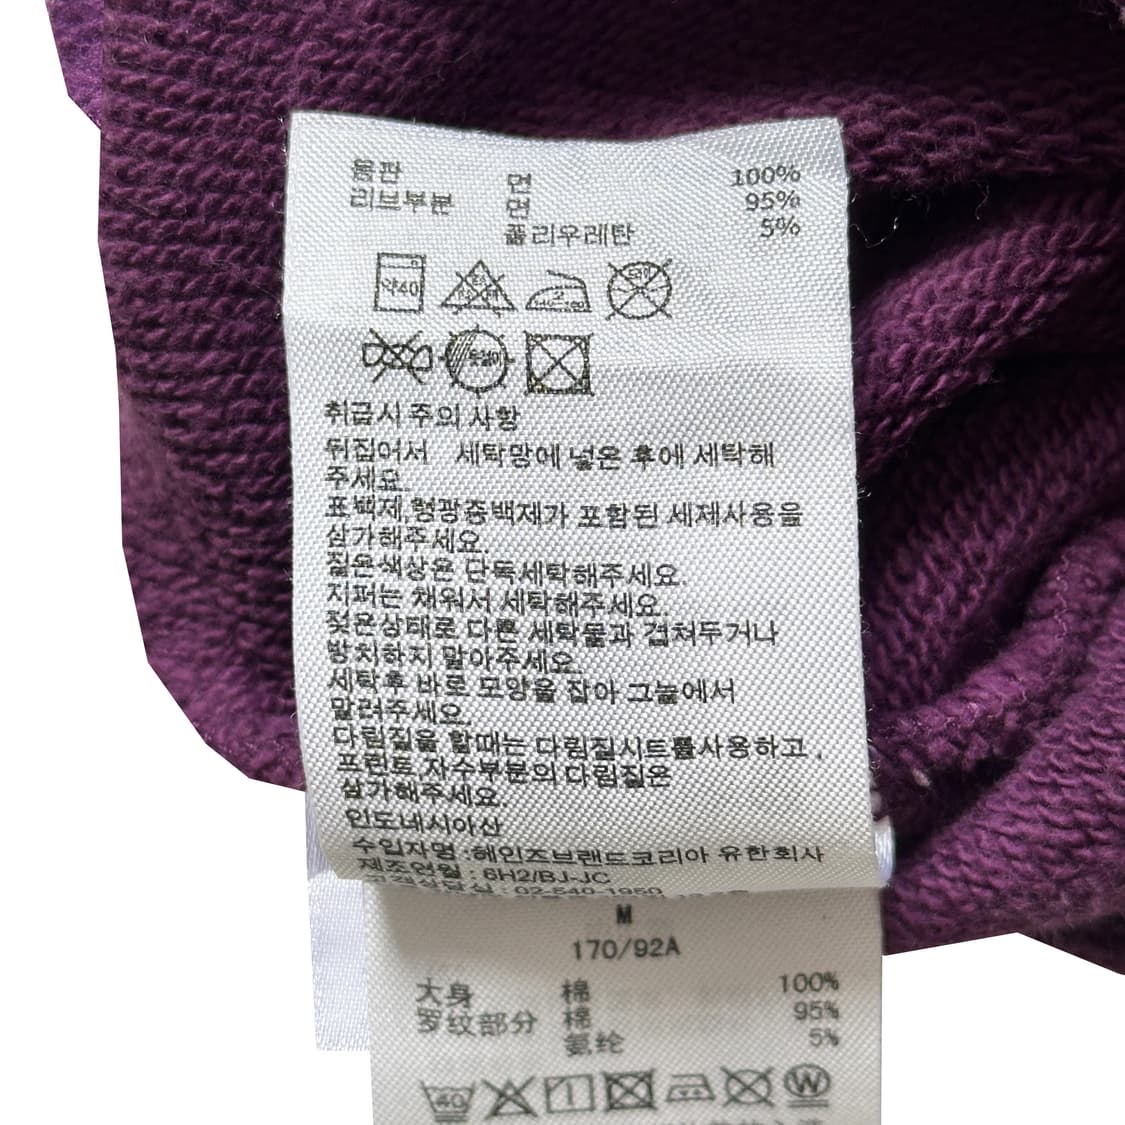 몸판 면 100%
리브부분 면 95%
폴리우레탄 5%
약40
취급시 주의 사항
뒤집어서 세탁망에 넣은 후에 세탁해
주세요.
표백제,형광증백제가 포함된 세제사용을
삼가해주세요.
짙은색상은 단독세탁해주세요.
지퍼는 채워서 세탁해주세요.
젖은상태로 다른 세탁물과 겹쳐두거나
방치하지 말아주세요.
세탁후 바로 모양을 잡아 그늘에서
말려주세요.
다림질을 할때는 다림질시트를사용하고,
프린트,자수부분의 다림질은
삼가해주세요.
인도네시아산
수입자명 :헤인즈브랜드코리아 유한회사
제조연월 : 6H2/BJ-JC
: 02-540-1950
M
170/92A
大身 棉 100%
罗纹部分 棉 95%
氨纶 5%
40
W